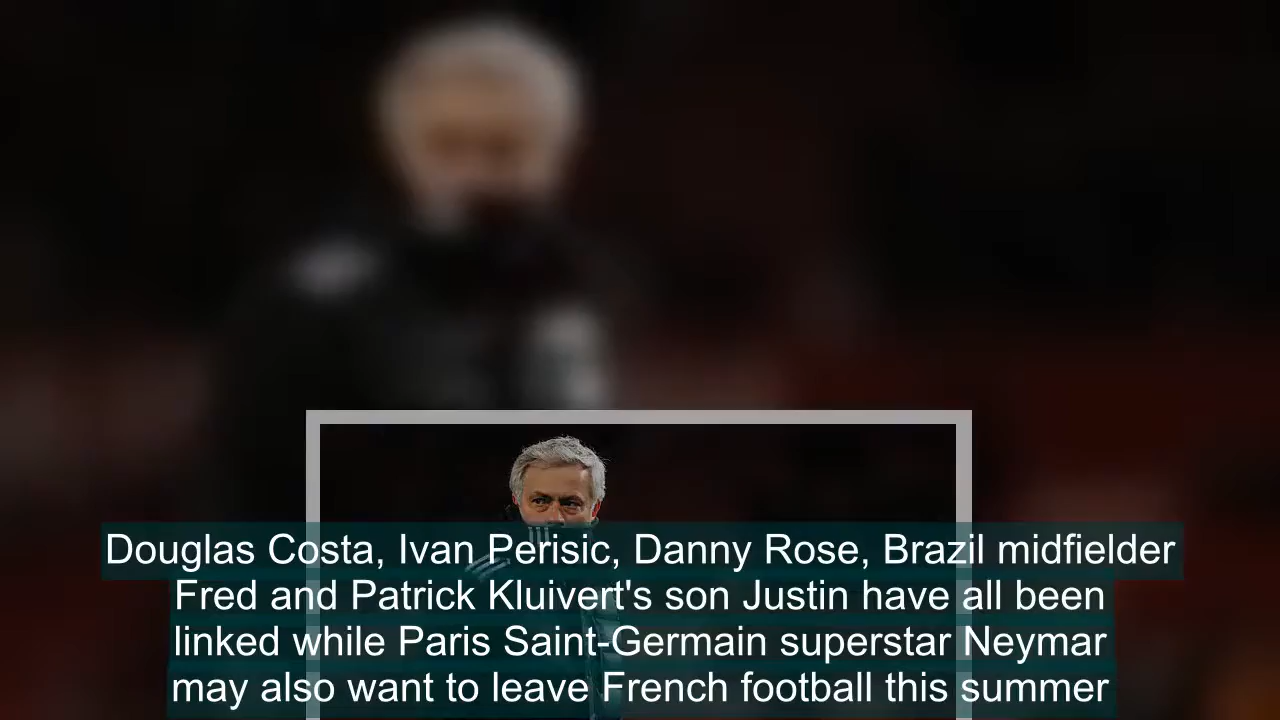 Douglas Costa, Ivan Perisic, Danny Rose, Brazil midfielder
Fred and Patrick Kluivert's son Justin have all been
linked while Paris Saint-Germain superstar Neymar
may also want to leave French football this summer